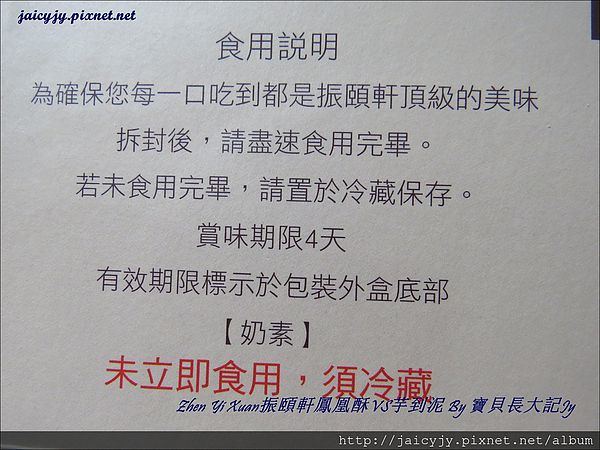 jaicyjy.pixnet.net
食用說明
為確保您每一口吃到都是振頤軒頂級的美味
拆封後，請盡速食用完畢。
若未食用完畢，請置於冷藏保存。
賞味期限4天
有效期限標示於包裝外盒底部
【奶素】
未立即食用，須冷藏
Zhen Yi Xuan振頤軒鳳凰酥VS芋到泥 By 寶貝長大記Jy
http://jaicyjy.pixnet.net/album